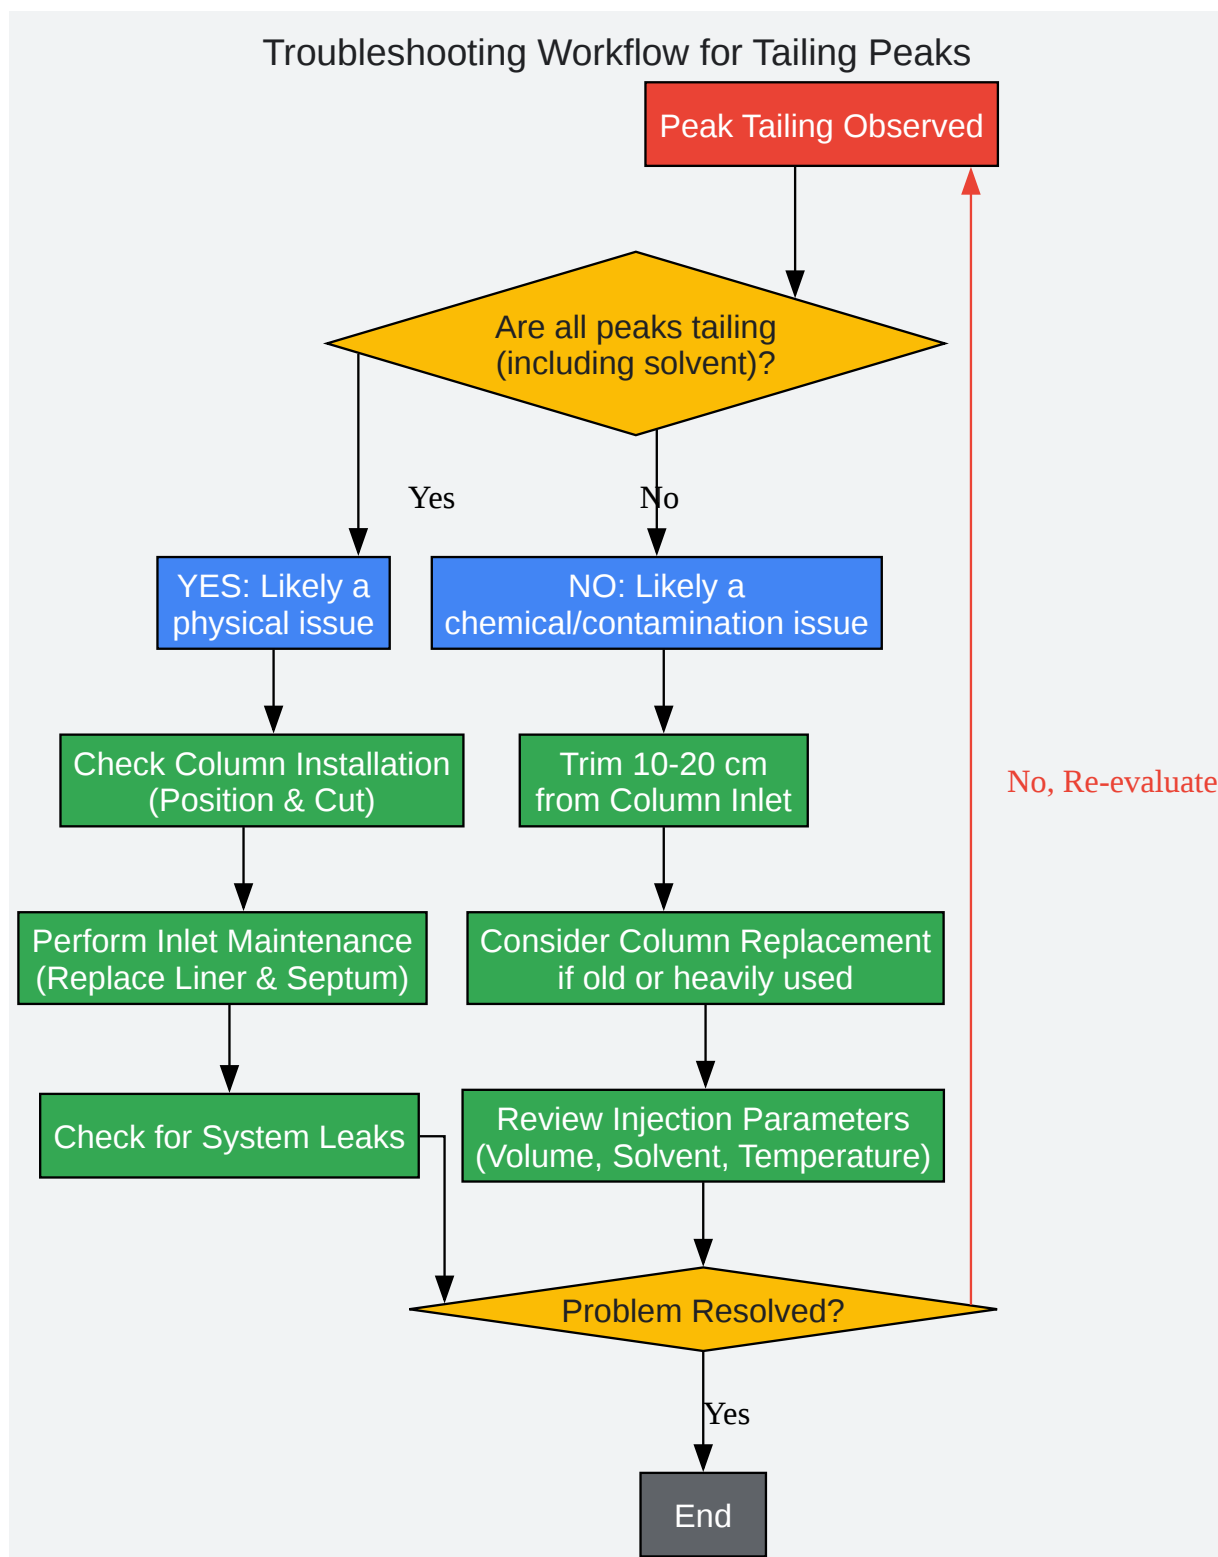 Troubleshooting Workflow for Tailing Peaks
Peak Tailing Observed
Are all peaks tailing
(including solvent)?
Yes
No
YES: Likely a
physical issue
NO: Likely a
chemical/contamination issue
Check Column Installation
(Position & Cut)
Trim 10-20 cm
from Column Inlet
No, Re-evaluate
Perform Inlet Maintenance
(Replace Liner & Septum)
Consider Column Replacement
if old or heavily used
Check for System Leaks
Review Injection Parameters
(Volume, Solvent, Temperature)
Problem Resolved?
Yes
End